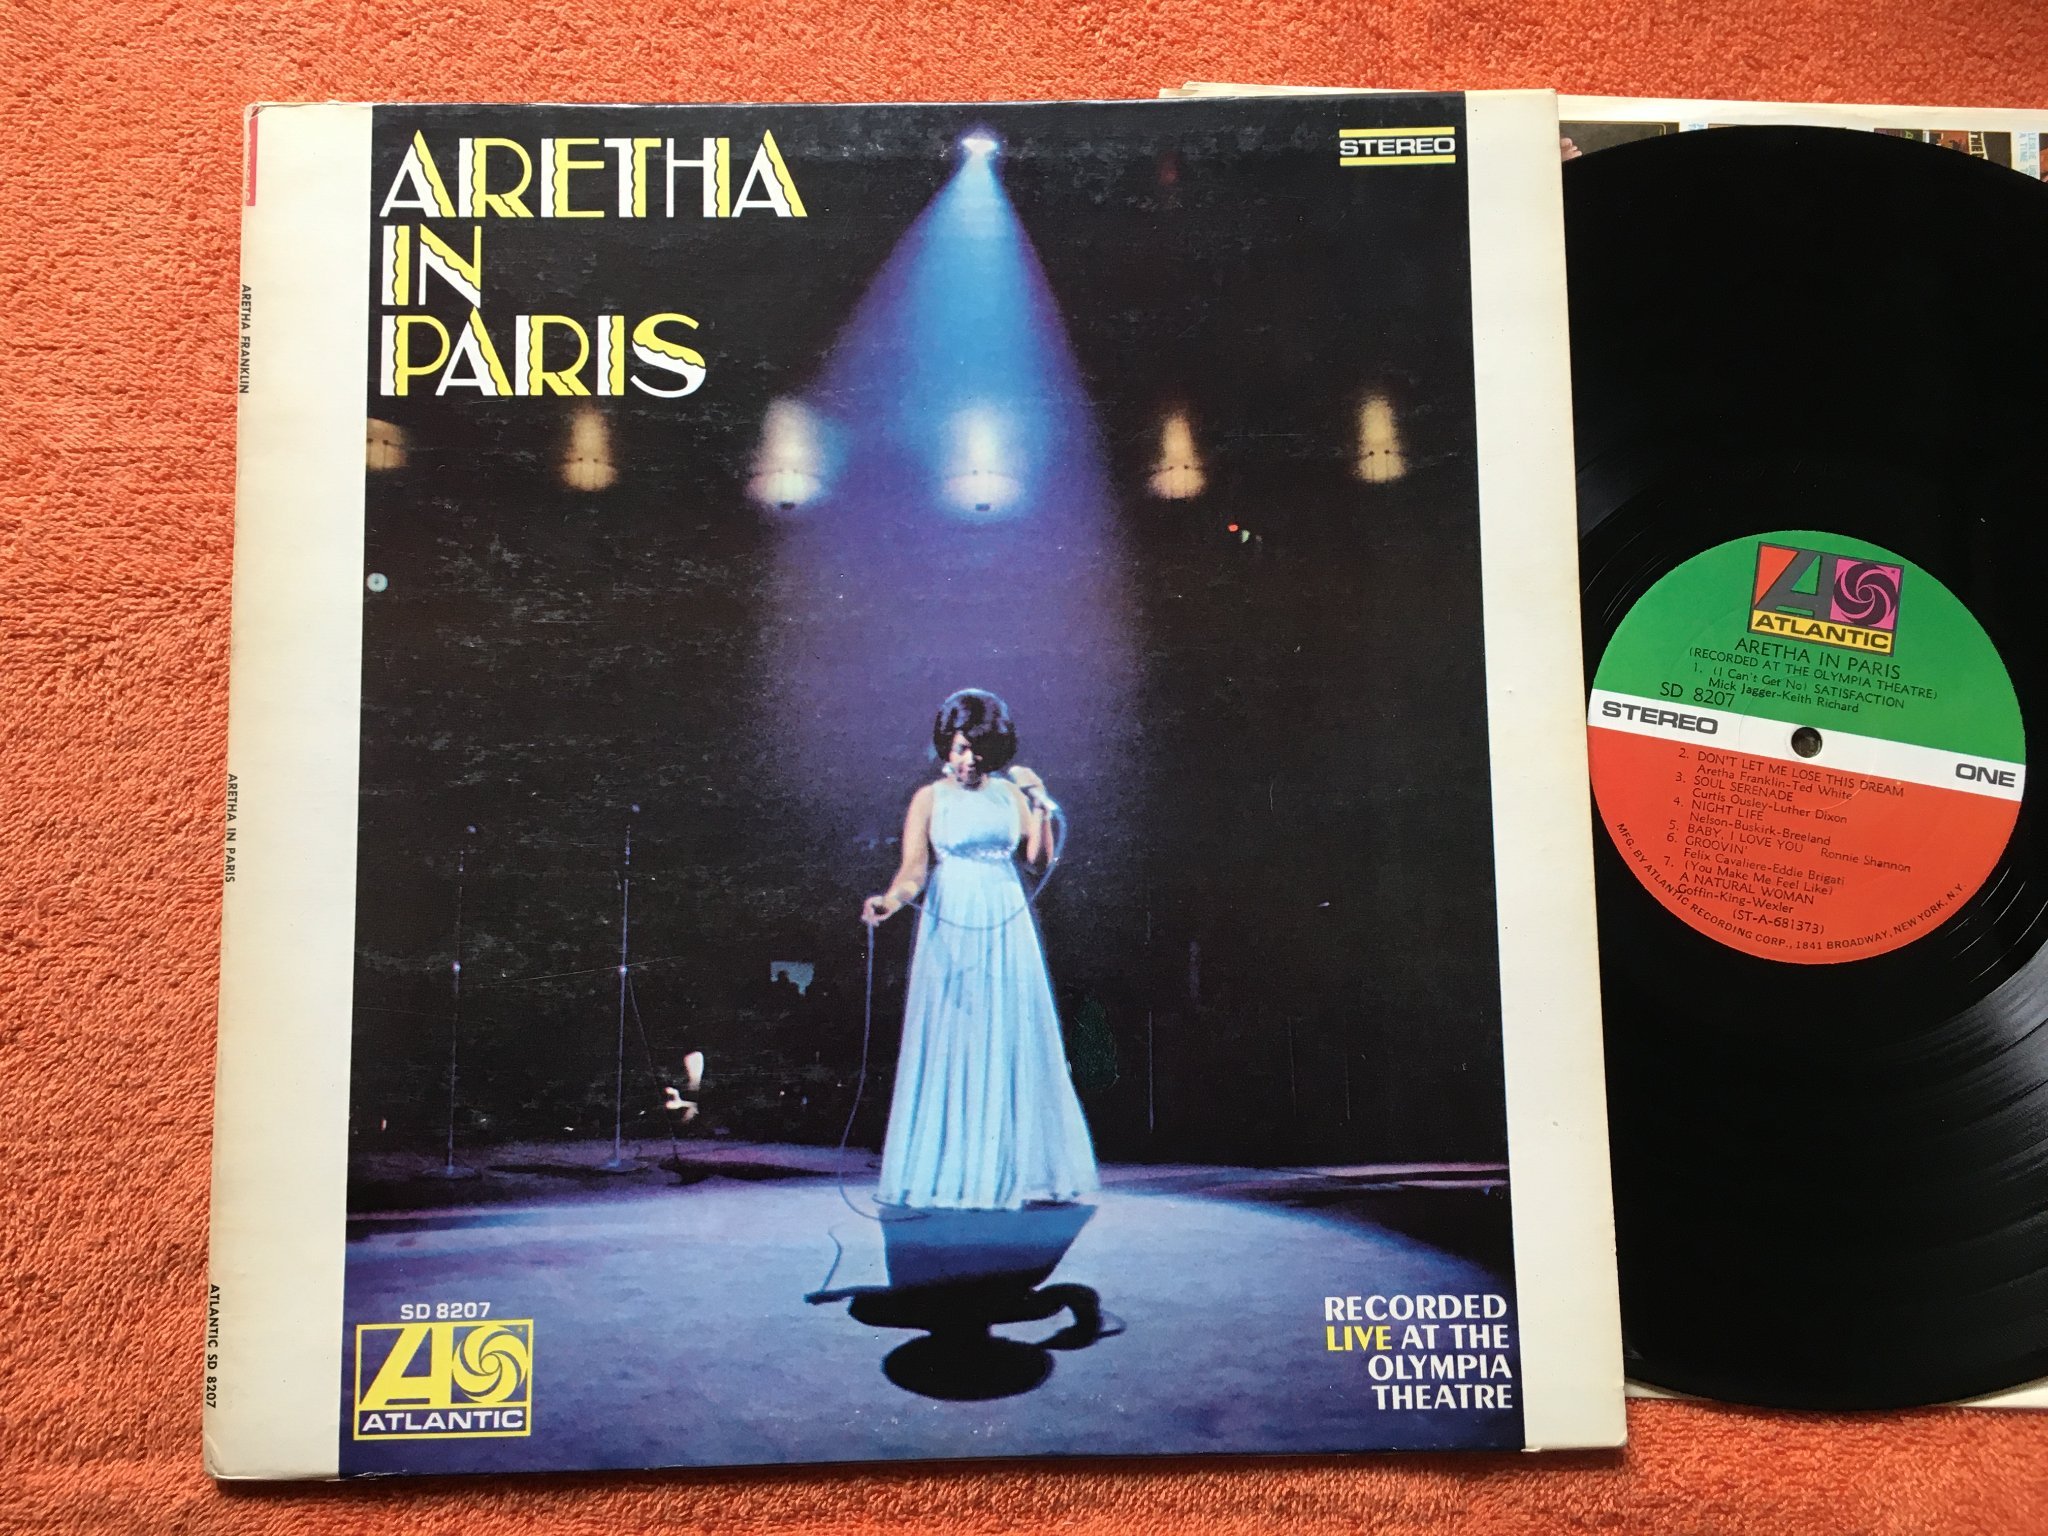 ARETHA
IN
PARIS
STEREO
ARETHA FRANKLIN
ARETHA IN PARIS
ATLANTIC SD 8207
SD 8207
ATLANTIC
RECORDED
LIVE AT THE
OLYMPIA
THEATRE
ATLANTIC
ARETHA IN PARIS
(RECORDED AT THE OLYMPIA THEATRE)
1. (I Can't Get No) SATISFACTION
Mick Jagger-Keith Richard
SD 8207
STEREO
ONE
2. DON'T LET ME LOSE THIS DREAM
Aretha Franklin-Ted White
3. SOUL SERENADE
Curtis Ousley-Luther Dixon
4. NIGHT LIFE
Nelson-Buskirk-Breeland
5. BABY, I LOVE YOU Ronnie Shannon
6. GROOVIN'
Felix Cavaliere-Eddie Brigati
7. (You Make Me Feel Like)
A NATURAL WOMAN
Goffin-King-Wexler
(ST-A-681373)
MFG. BY ATLANTIC RECORDING CORP., 1841 BROADWAY, NEW YORK, N.Y.